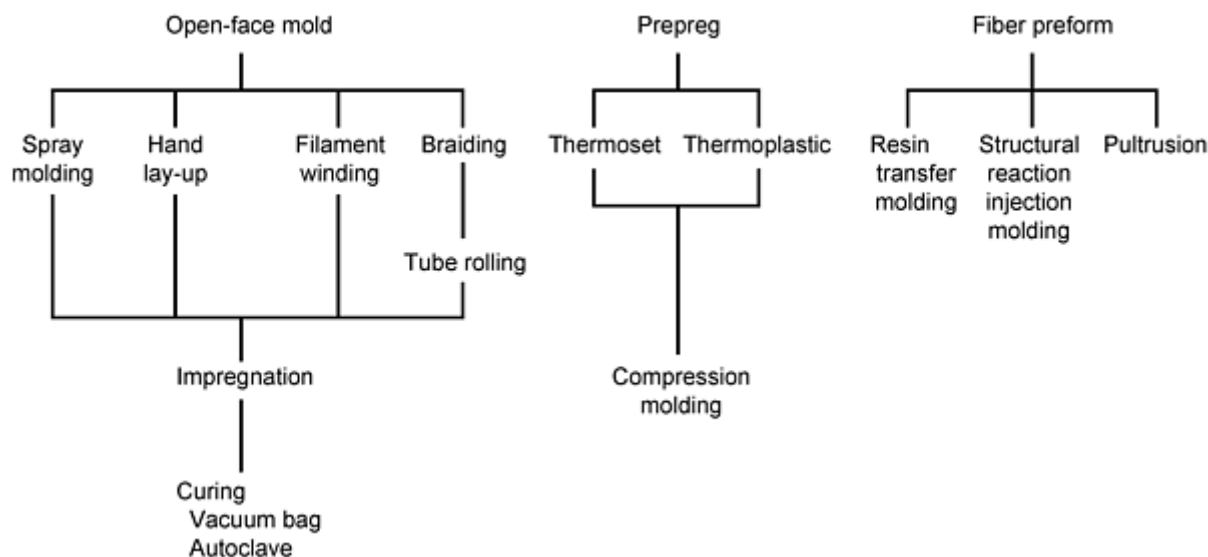 Open-face mold
Prepreg
Fiber preform
Spray
molding
Hand
lay-up
Filament
winding
Braiding
Tube rolling
Thermoset
Thermoplastic
Resin
transfer
molding
Structural
reaction
injection
molding
Pultrusion
Impregnation
Compression
molding
Curing
Vacuum bag
Autoclave